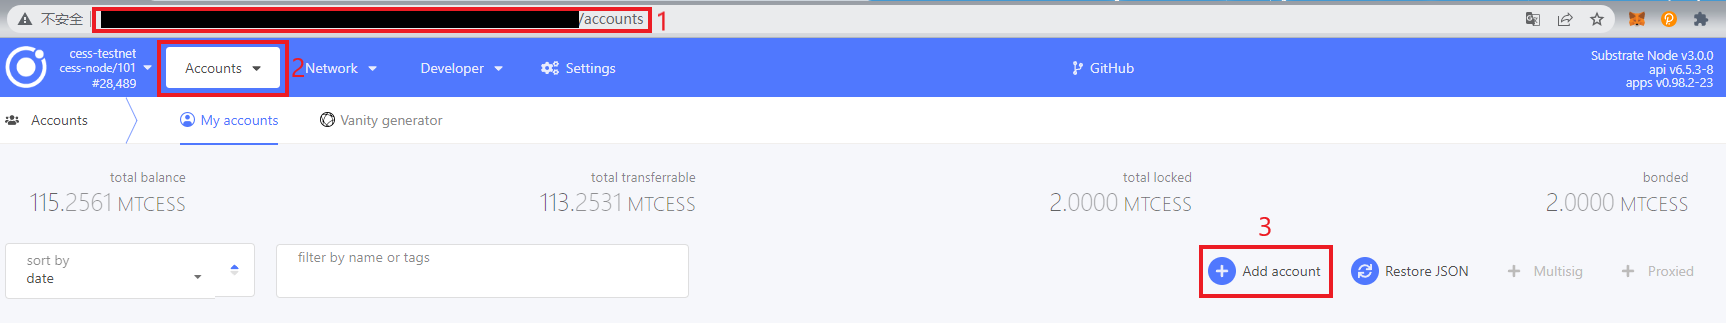 不安全
/accounts
1
cess-testnet
cess-node/101
#28,489
Accounts
2
Network
Developer
Settings
GitHub
Substrate Node v3.0.0
api v6.5.3-8
apps v0.98.2-23
Accounts
My accounts
Vanity generator
total balance
115.2561 MTCESS
total transferrable
113.2531 MTCESS
total locked
2.0000 MTCESS
bonded
2.0000 MTCESS
3
sort by
date
filter by name or tags
Add account
Restore JSON
Multisig
Proxied